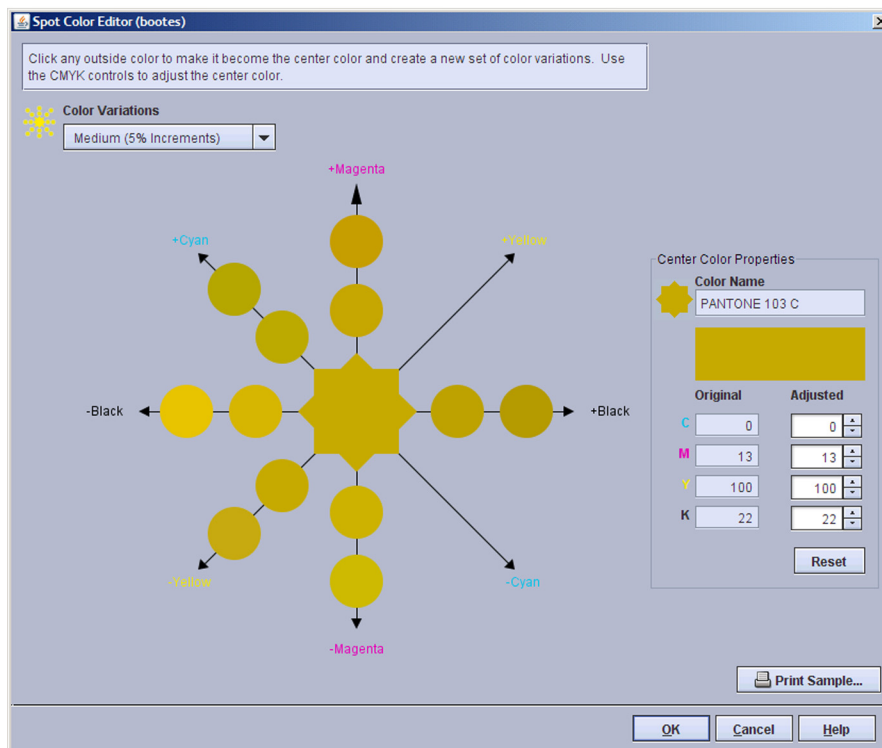 Spot Color Editor (bootes)
Click any outside color to make it become the center color and create a new set of color variations. Use
the CMYK controls to adjust the center color.
Color Variations
Medium (5% Increments)
+Magenta
+Cyan
+Yellow
-Black
+Black
-Yellow
-Cyan
-Magenta
Center Color Properties
Color Name
PANTONE 103 C
Original Adjusted
C 0 0
M 13 13
Y 100 100
K 22 22
Reset
Print Sample...
OK Cancel Help